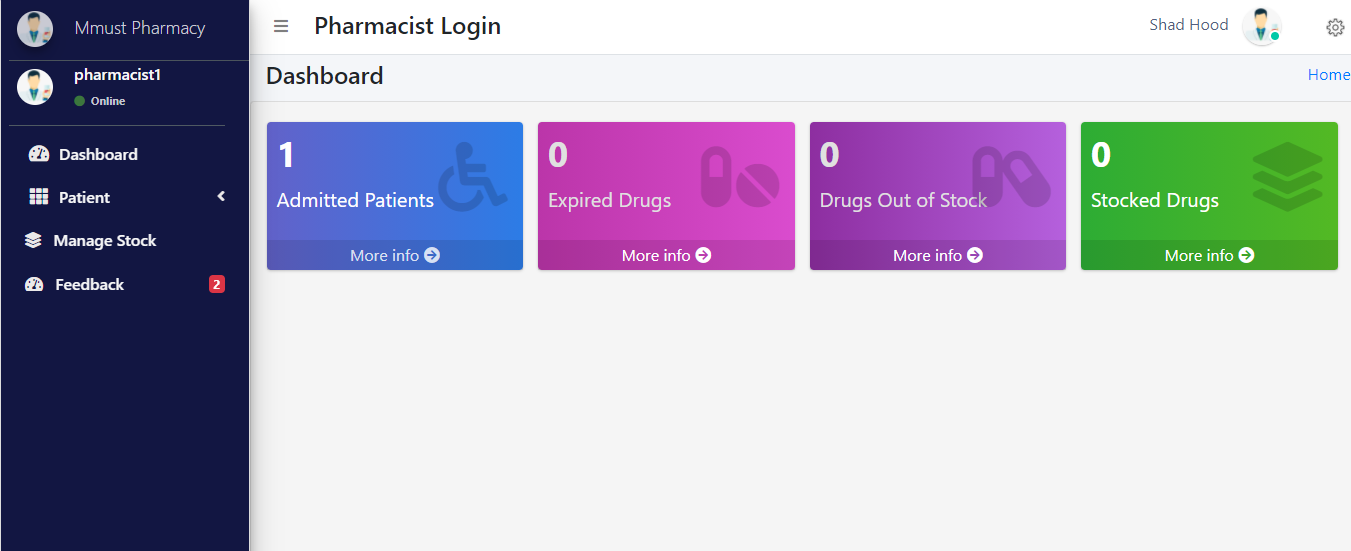 Mmust Pharmacy
pharmacist1
Online
Dashboard
Patient
Manage Stock
Feedback 2
Pharmacist Login
Shad Hood
Dashboard
Home
1
Admitted Patients
More info
0
Expired Drugs
More info
0
Drugs Out of Stock
More info
0
Stocked Drugs
More info